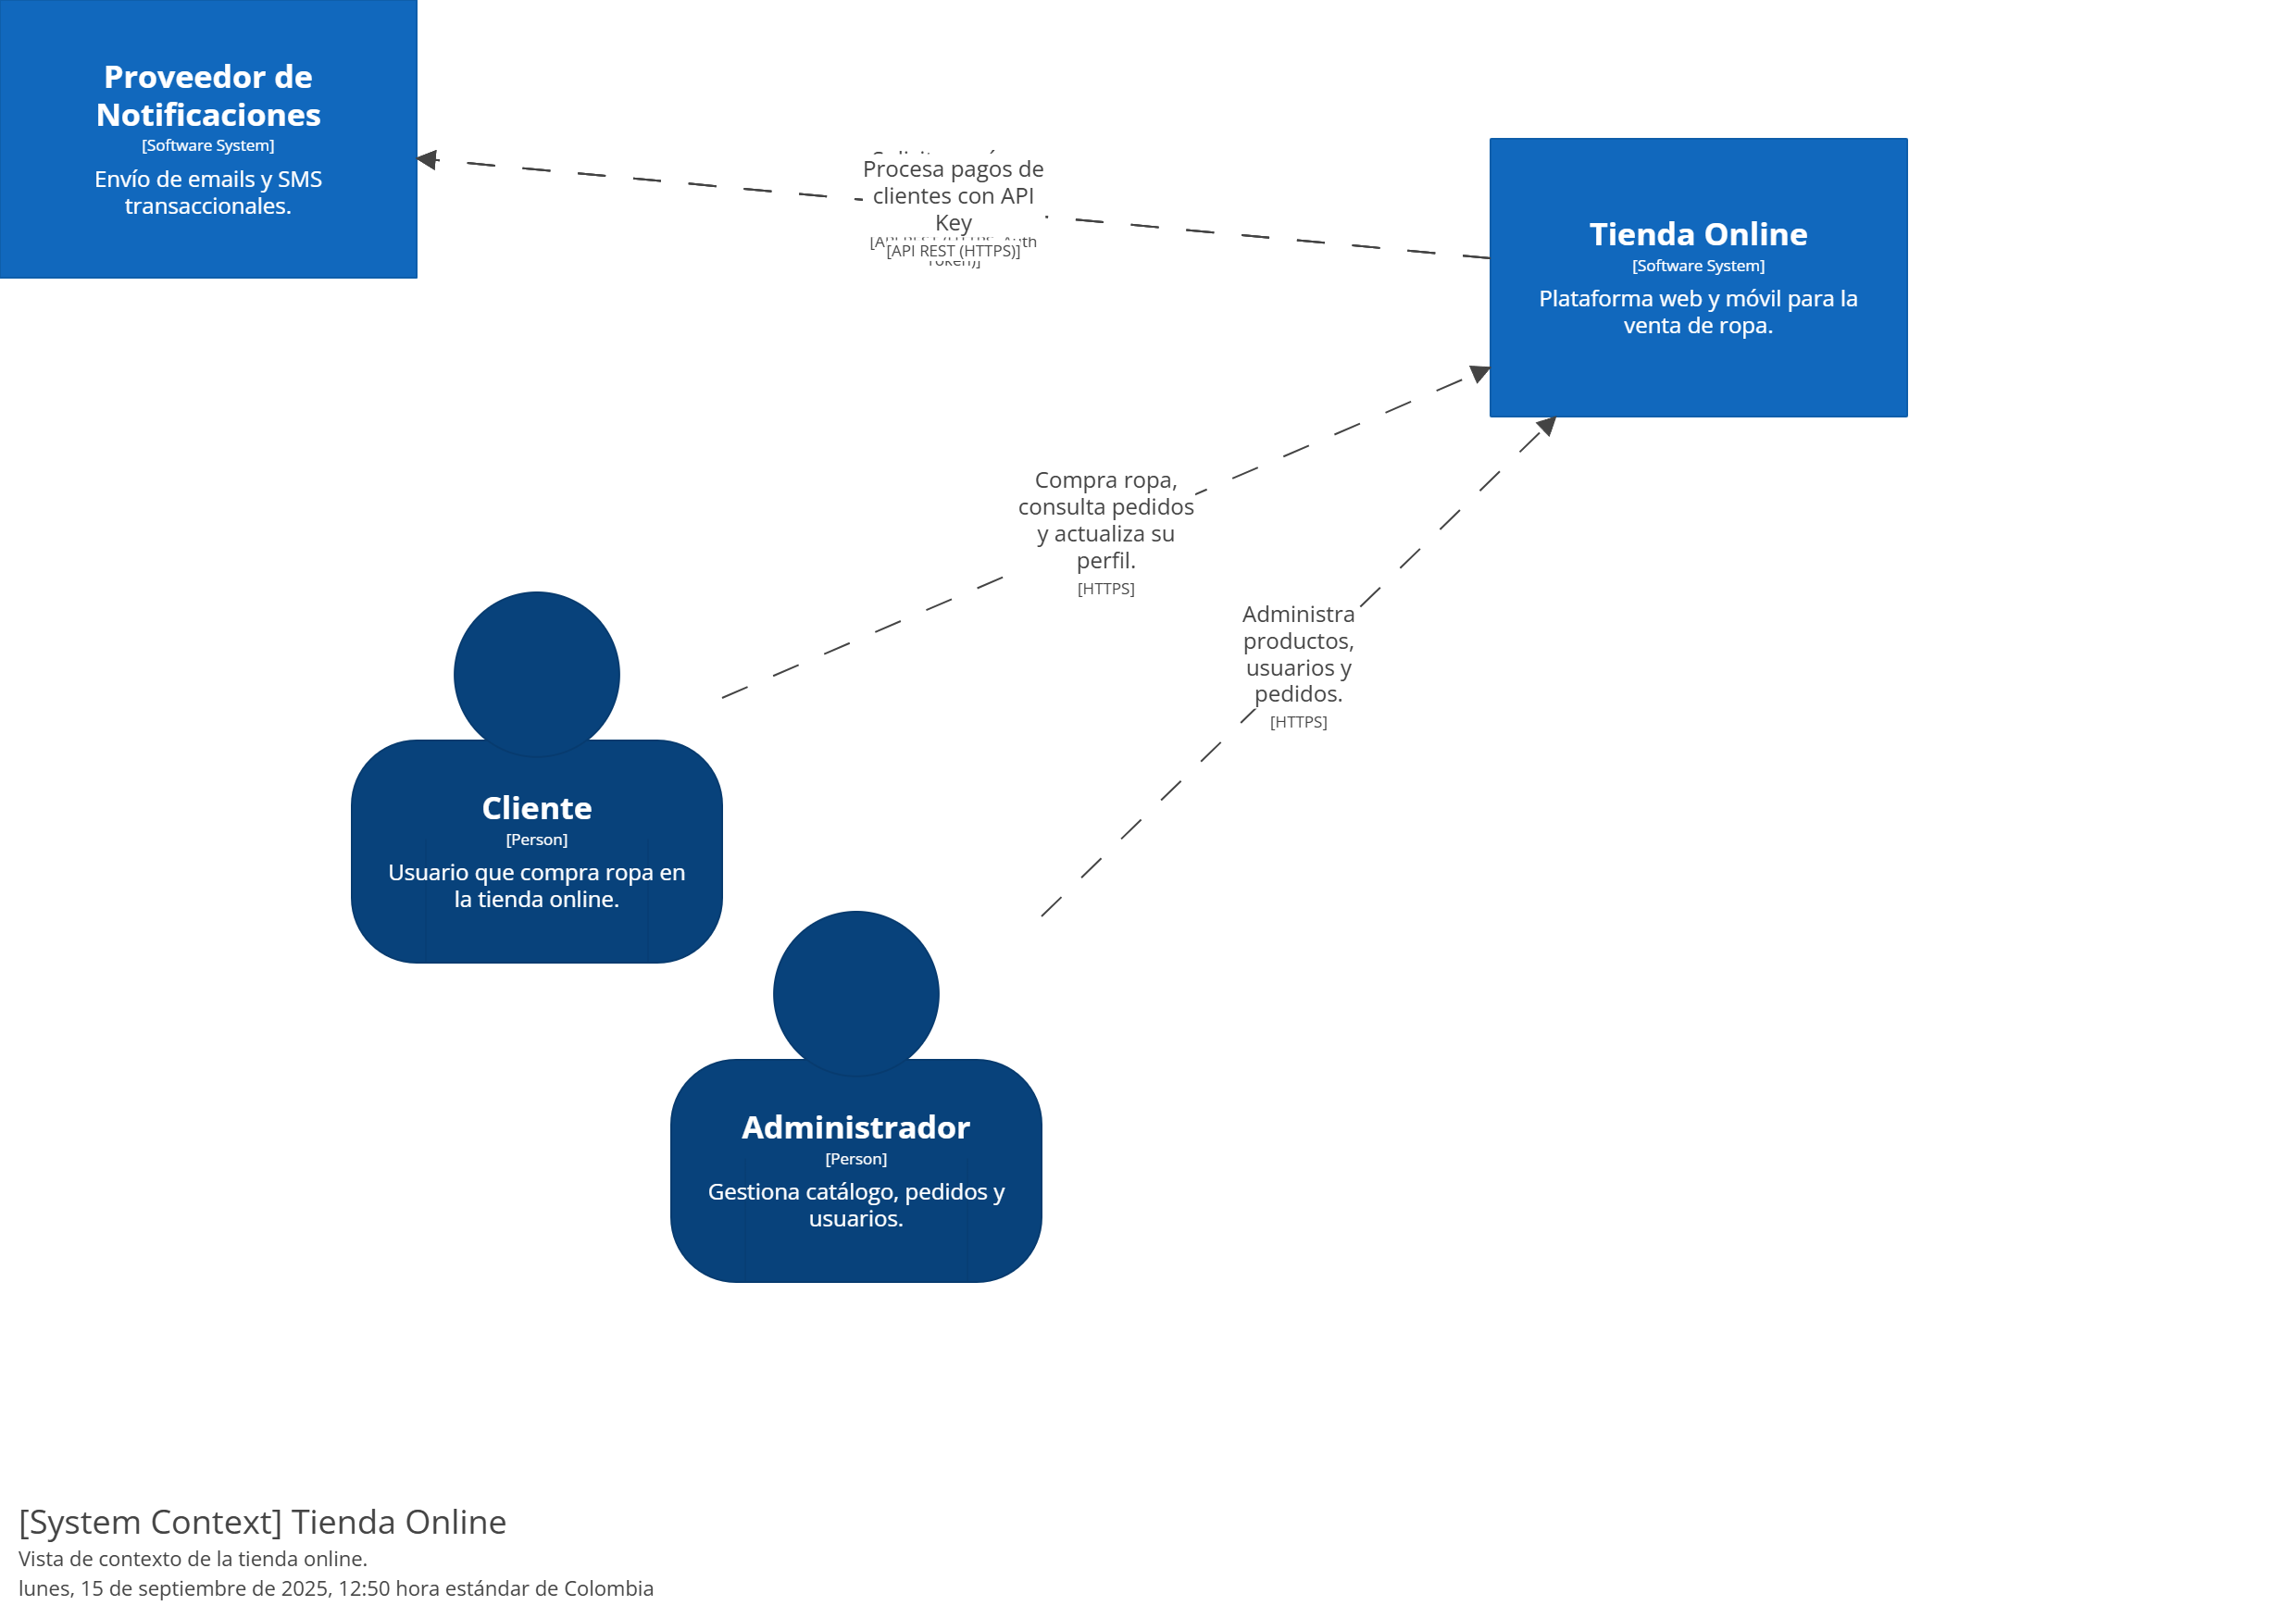 Proveedor de
Notificaciones
[Software System]
Envío de emails y SMS
transaccionales.
Procesa pagos de
clientes con API
Key
[API REST (HTTPS)]
Tienda Online
[Software System]
Plataforma web y móvil para la
venta de ropa.
Compra ropa,
consulta pedidos
y actualiza su
perfil.
[HTTPS]
Administra
productos,
usuarios y
pedidos.
[HTTPS]
Cliente
[Person]
Usuario que compra ropa en
la tienda online.
Administrador
[Person]
Gestiona catálogo, pedidos y
usuarios.
[System Context] Tienda Online
Vista de contexto de la tienda online.
lunes, 15 de septiembre de 2025, 12:50 hora estándar de Colombia